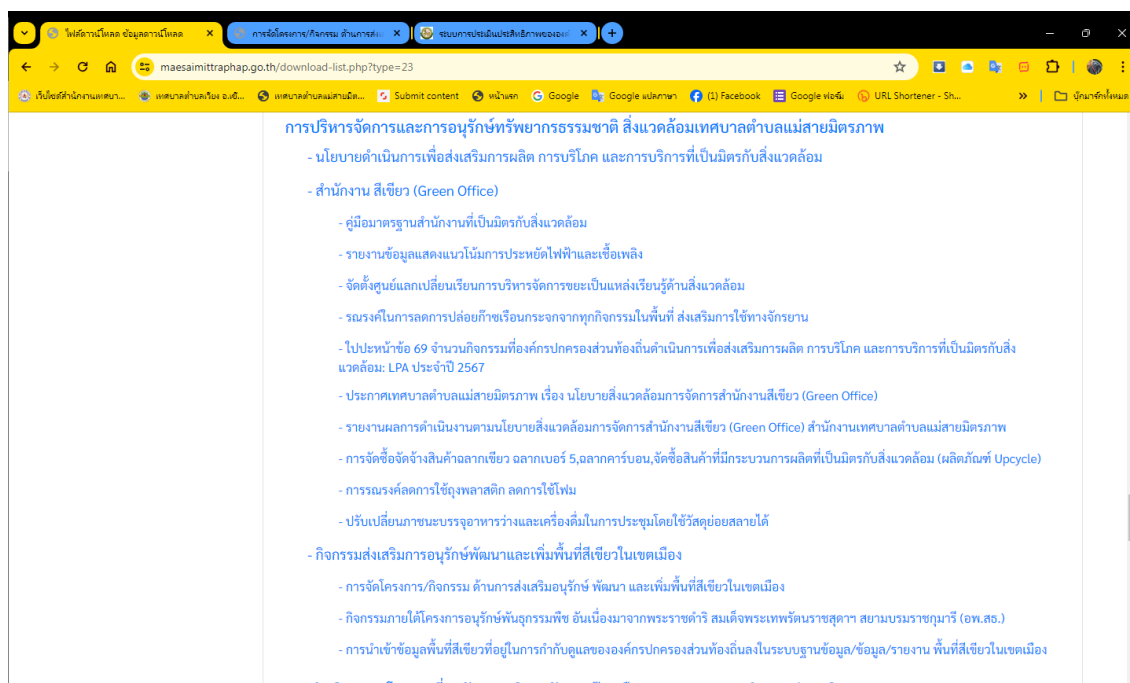 ไฟล์ดาวน์โหลด ข้อมูลดาวน์โหลด
การจัดโครงการ/กิจกรรม ด้านการส่งเ
ระบบการประเมินประสิทธิภาพขององค์
maesaimittraphap.go.th/download-list.php?type=23
เว็บไซต์สำนักงานเทศบา...
เทศบาลตำบลเวียง อ.เชี...
เทศบาลตำบลแม่สายมิต...
Submit content
หน้าแรก
Google
Google แปลภาษา
(1) Facebook
Google ฟอร์ม
URL Shortener - Sh...
»
บุ๊กมาร์กทั้งหมด
การบริหารจัดการและการอนุรักษ์ทรัพยากรธรรมชาติ สิ่งแวดล้อมเทศบาลตำบลแม่สายมิตรภาพ
- นโยบายดำเนินการเพื่อส่งเสริมการผลิต การบริโภค และการบริการที่เป็นมิตรกับสิ่งแวดล้อม
- สำนักงาน สีเขียว (Green Office)
- คู่มือมาตรฐานสำนักงานที่เป็นมิตรกับสิ่งแวดล้อม
- รายงานข้อมูลแสดงแนวโน้มการประหยัดไฟฟ้าและเชื้อเพลิง
- จัดตั้งศูนย์แลกเปลี่ยนเรียนการบริหารจัดการขยะเป็นแหล่งเรียนรู้ด้านสิ่งแวดล้อม
- รณรงค์ในการลดการปล่อยก๊าซเรือนกระจกจากทุกกิจกรรมในพื้นที่ ส่งเสริมการใช้ทางจักรยาน
- ใปปะหน้าข้อ 69 จำนวนกิจกรรมที่องค์กรปกครองส่วนท้องถิ่นดำเนินการเพื่อส่งเสริมการผลิต การบริโภค และการบริการที่เป็นมิตรกับสิ่ง
แวดล้อม: LPA ประจำปี 2567
- ประกาศเทศบาลตำบลแม่สายมิตรภาพ เรื่อง นโยบายสิ่งแวดล้อมการจัดการสำนักงานสีเขียว (Green Office)
- รายงานผลการดำเนินงานตามนโยบายสิ่งแวดล้อมการจัดการสำนักงานสีเขียว (Green Office) สำนักงานเทศบาลตำบลแม่สายมิตรภาพ
- การจัดซื้อจัดจ้างสินค้าฉลากเขียว ฉลากเบอร์ 5,ฉลากคาร์บอน,จัดซื้อสินค้าที่มีกระบวนการผลิตที่เป็นมิตรกับสิ่งแวดล้อม (ผลิตภัณฑ์ Upcycle)
- การรณรงค์ลดการใช้ถุงพลาสติก ลดการใช้โฟม
- ปรับเปลี่ยนภาชนะบรรจุอาหารว่างและเครื่องดื่มในการประชุมโดยใช้วัสดุย่อยสลายได้
- กิจกรรมส่งเสริมการอนุรักษ์พัฒนาและเพิ่มพื้นที่สีเขียวในเขตเมือง
- การจัดโครงการ/กิจกรรม ด้านการส่งเสริมอนุรักษ์ พัฒนา และเพิ่มพื้นที่สีเขียวในเขตเมือง
- กิจกรรมภายใต้โครงการอนุรักษ์พันธุกรรมพืช อันเนื่องมาจากพระราชดำริ สมเด็จพระเทพรัตนราชสุดาฯ สยามบรมราชกุมารี (อพ.สธ.)
- การนำเข้าข้อมูลพื้นที่สีเขียวที่อยู่ในการกำกับดูแลขององค์กรปกครองส่วนท้องถิ่นลงในระบบฐานข้อมูล/ข้อมูล/รายงาน พื้นที่สีเขียวในเขตเมือง